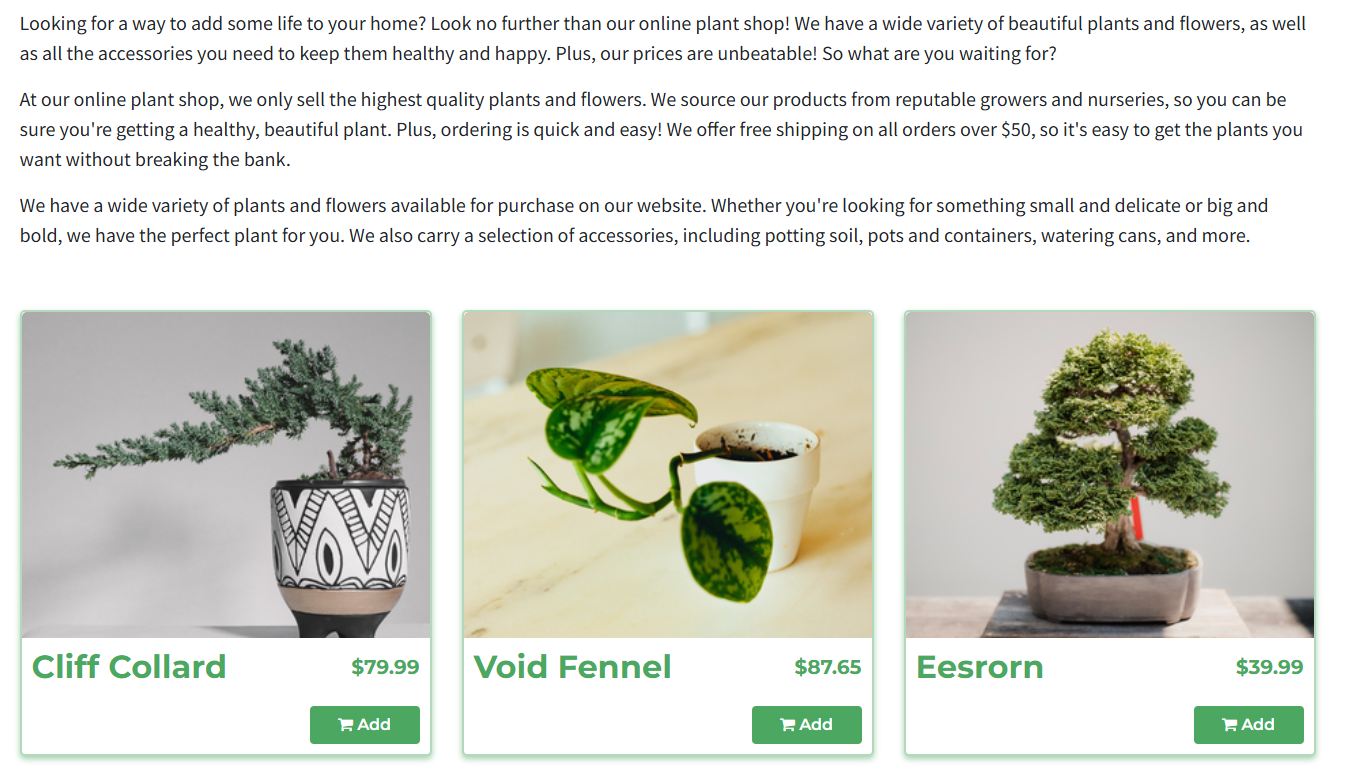 Looking for a way to add some life to your home? Look no further than our online plant shop! We have a wide variety of beautiful plants and flowers, as well
as all the accessories you need to keep them healthy and happy. Plus, our prices are unbeatable! So what are you waiting for?
At our online plant shop, we only sell the highest quality plants and flowers. We source our products from reputable growers and nurseries, so you can be
sure you're getting a healthy, beautiful plant. Plus, ordering is quick and easy! We offer free shipping on all orders over $50, so it's easy to get the plants you
want without breaking the bank.
We have a wide variety of plants and flowers available for purchase on our website. Whether you're looking for something small and delicate or big and
bold, we have the perfect plant for you. We also carry a selection of accessories, including potting soil, pots and containers, watering cans, and more.
Cliff Collard
$79.99
Add
Void Fennel
$87.65
Add
Eesrorn
$39.99
Add